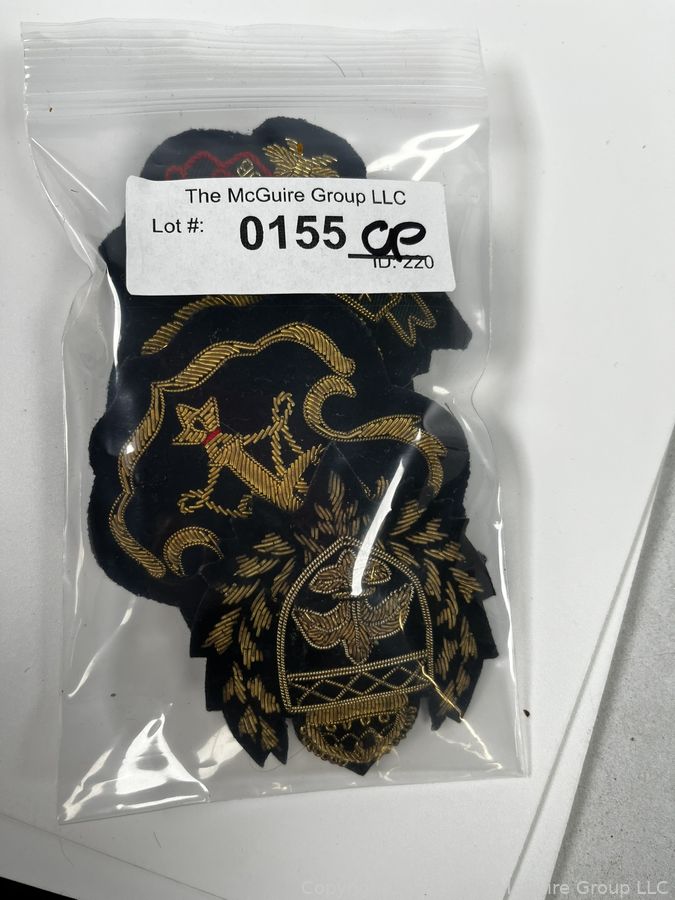 The McGuire Group LLC
Lot #: 0155 CP
ID: 220
Copyright McGuire Group LLC